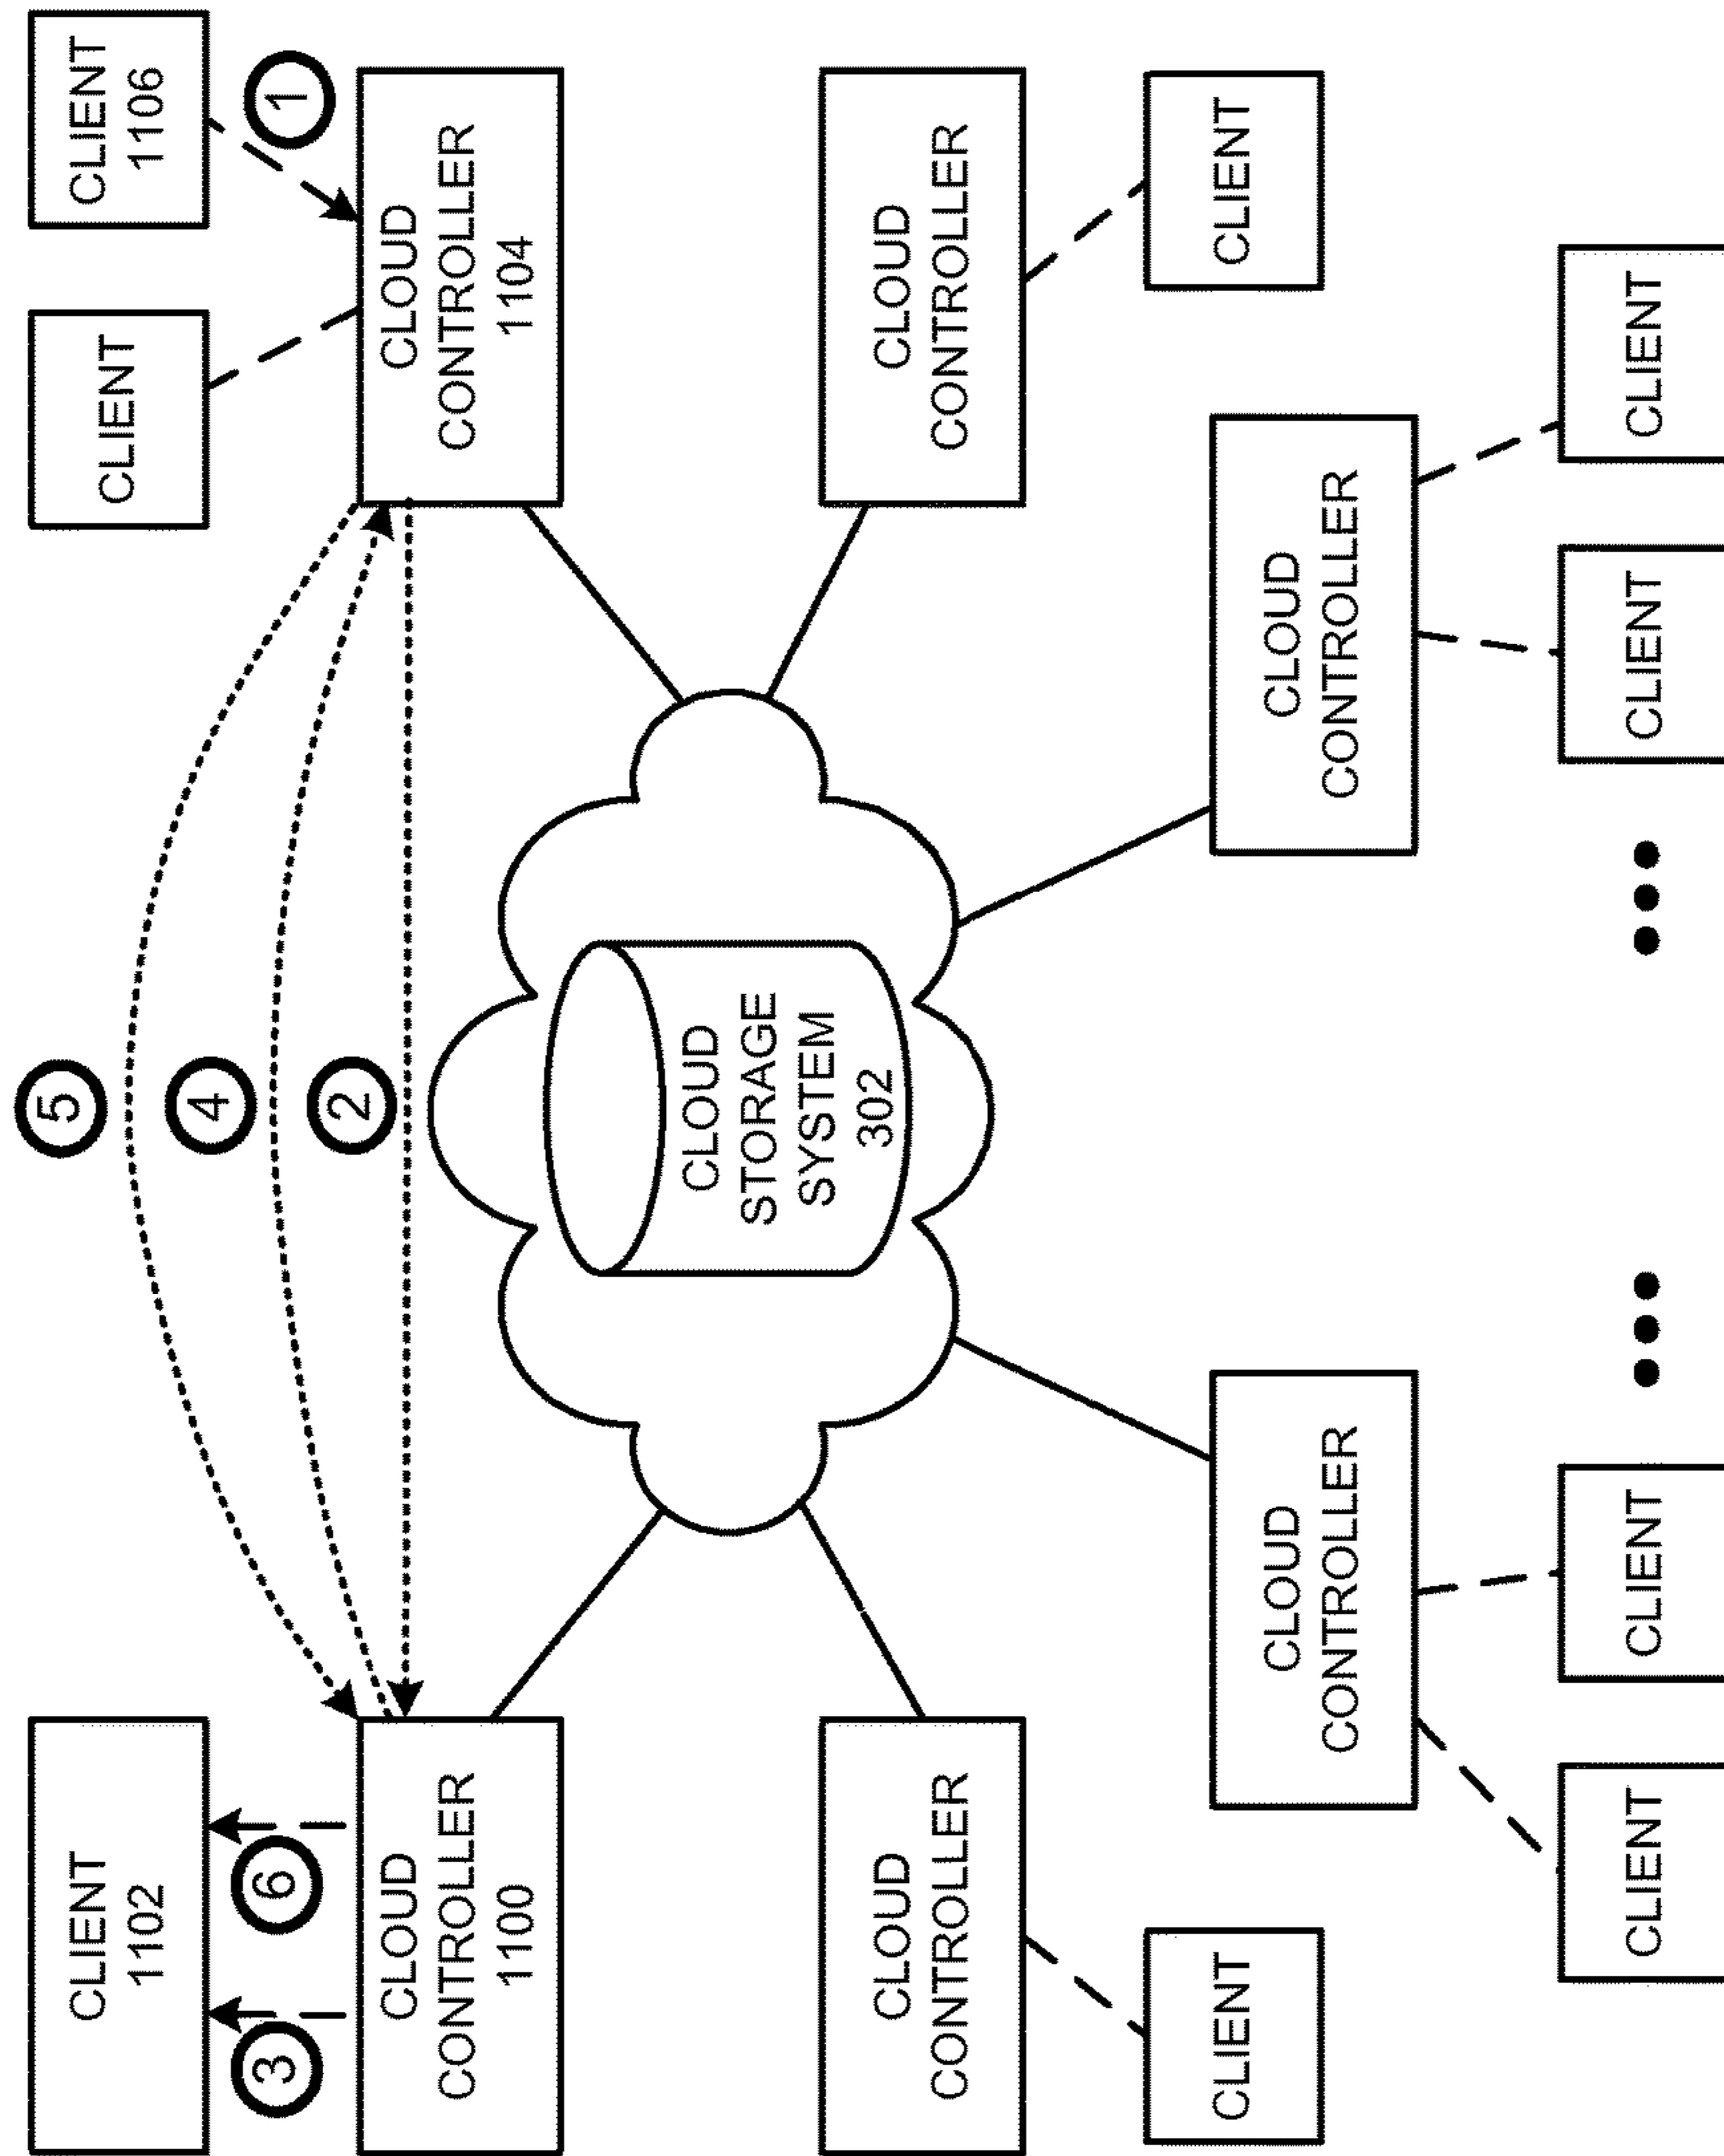 CLIENT
1102
5
CLIENT
CLIENT
1106
3
6
4
1
2
CLOUD
CONTROLLER
1100
CLOUD
CONTROLLER
1104
CLOUD
STORAGE
SYSTEM
302
CLOUD
CONTROLLER
CLOUD
CONTROLLER
CLIENT
CLOUD
CONTROLLER
CLOUD
CONTROLLER
CLIENT
CLIENT
CLIENT
CLIENT
CLIENT